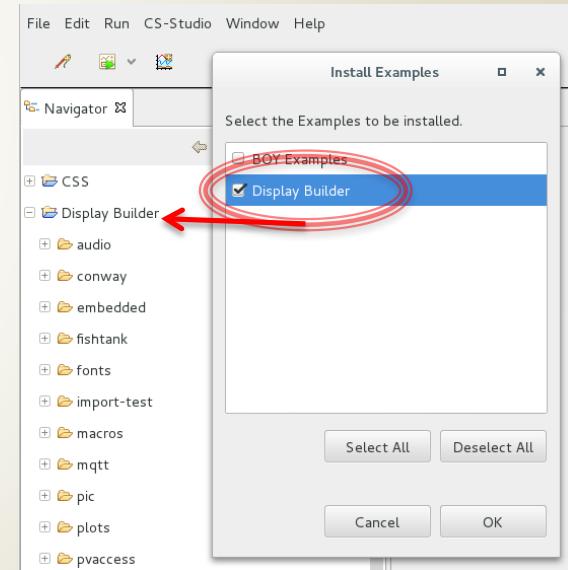 File Edit Run CS-Studio Window Help
Navigator
CSS
Display Builder
audio
conway
embedded
fishtank
fonts
import-test
macros
mqtt
pic
plots
pvaccess
Install Examples
Select the Examples to be installed.
BOY Examples
Display Builder
Select All Deselect All
Cancel OK